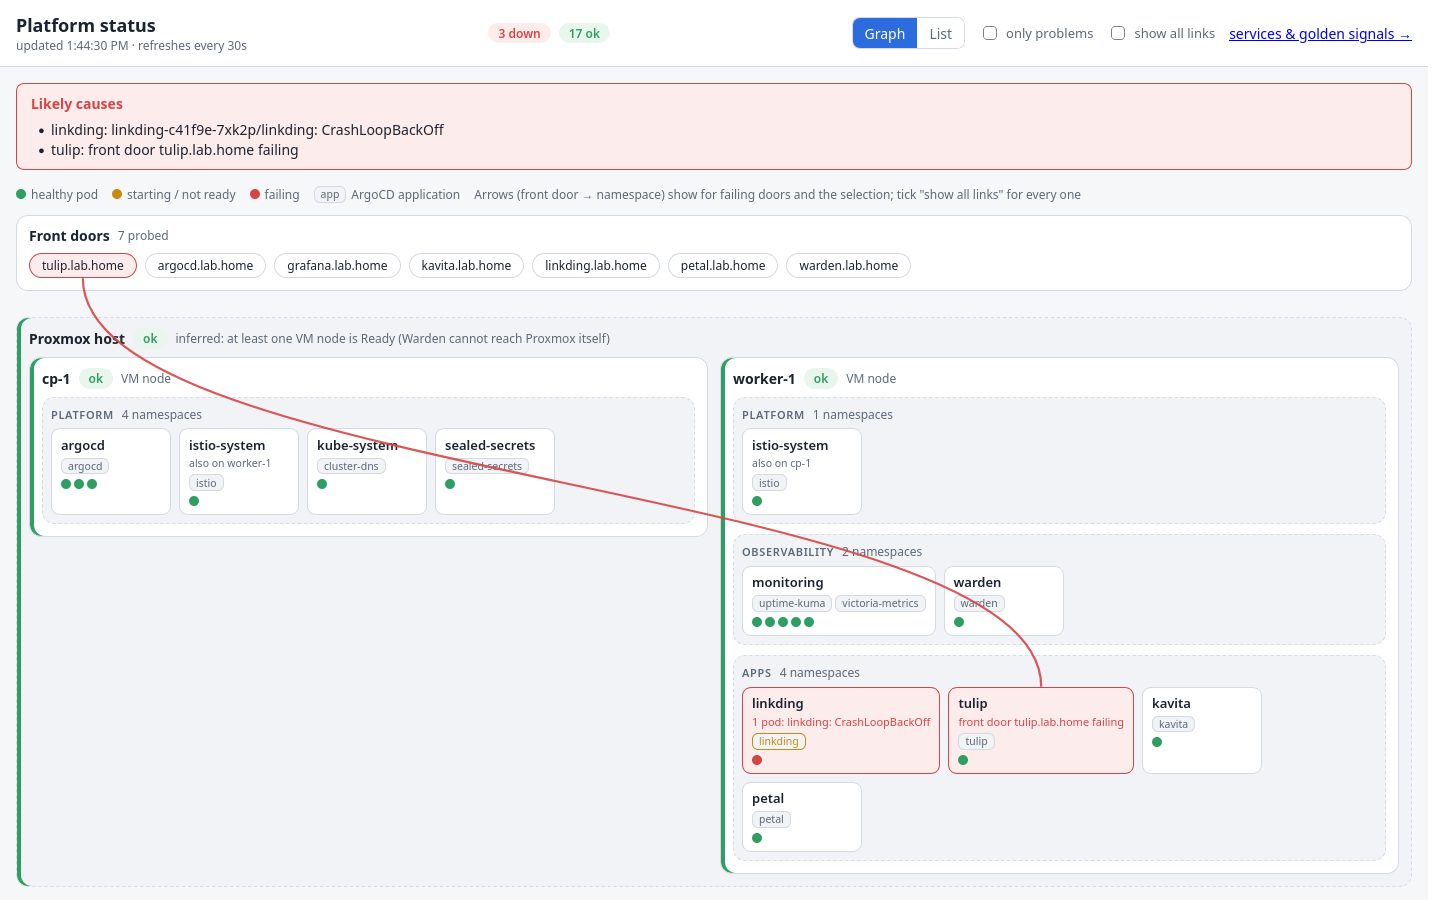 Platform status
updated 1:44:30 PM · refreshes every 30s
3 down 17 ok
Graph List only problems show all links services & golden signals →
Likely causes
• linkding: linkding-c41f9e-7xk2p/linkding: CrashLoopBackOff
• tulip: front door tulip.lab.home failing
healthy pod starting / not ready failing app ArgoCD application Arrows (front door → namespace) show for failing doors and the selection; tick "show all links" for every one
Front doors 7 probed
tulip.lab.home argocd.lab.home grafana.lab.home kavita.lab.home linkding.lab.home petal.lab.home warden.lab.home
Proxmox host ok inferred: at least one VM node is Ready (Warden cannot reach Proxmox itself)
cp-1 ok VM node
PLATFORM 4 namespaces
argocd
argocd
istio-system
also on worker-1
istio
kube-system
cluster-dns
sealed-secrets
sealed-secrets
worker-1 ok VM node
PLATFORM 1 namespaces
istio-system
also on cp-1
istio
OBSERVABILITY 2 namespaces
monitoring
uptime-kuma victoria-metrics
warden
warden
APPS 4 namespaces
linkding
1 pod: linkding: CrashLoopBackOff
linkding
tulip
front door tulip.lab.home failing
tulip
kavita
kavita
petal
petal